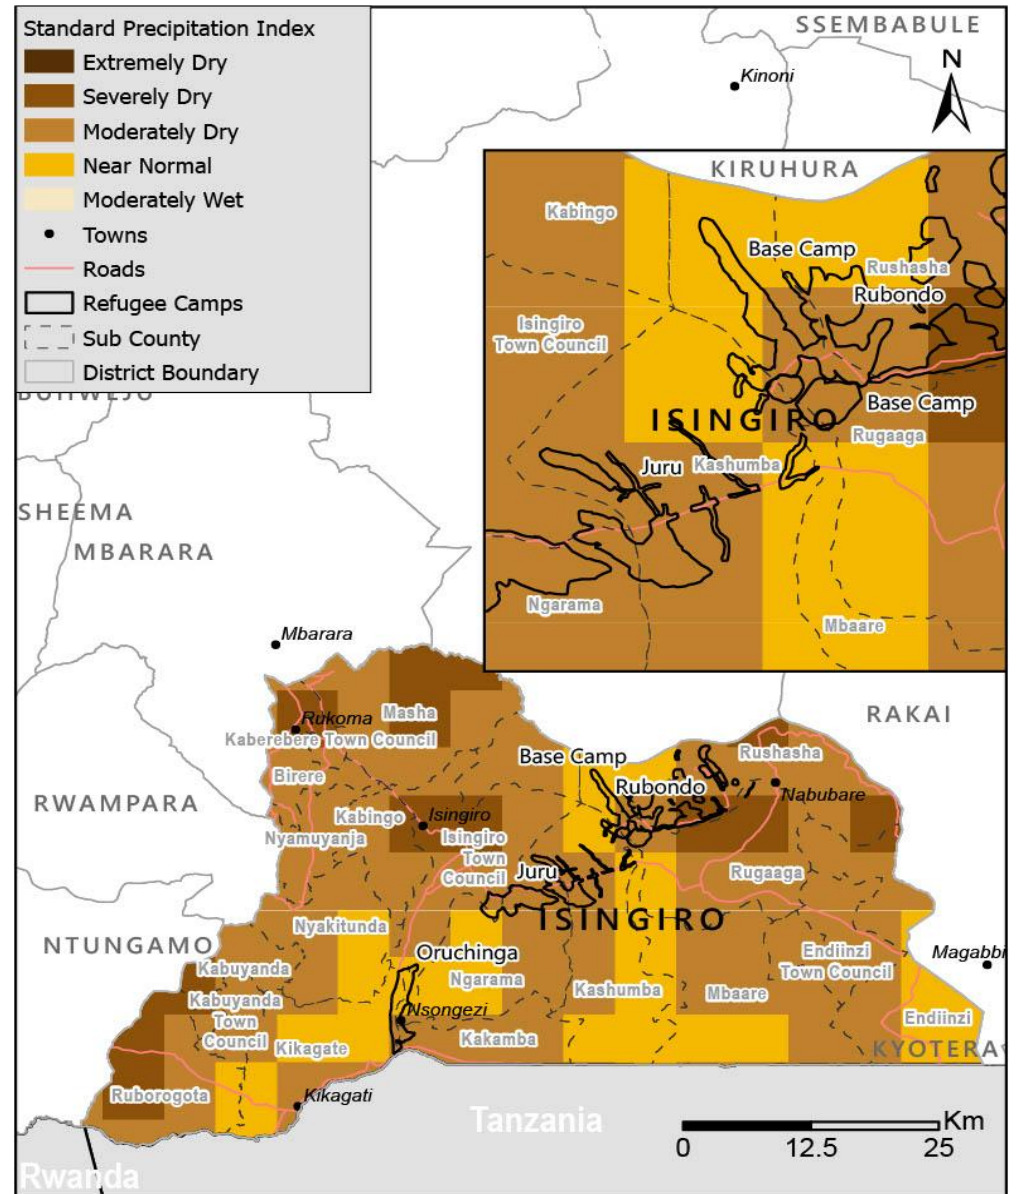 Standard Precipitation Index
Extremely Dry
Severely Dry
Moderately Dry
Near Normal
Moderately Wet
Towns
Roads
Refugee Camps
Sub County
District Boundary
SSEMBABULE
Kinoni
N
KIRUHURA
Kabingo
Base Camp
Rushasha
Rubondo
Isingiro
Town Council
Base Camp
ISINGIRO
Rugaaga
Juru
Kashumba
Ngarama
Mbaare
SHEEMA
MBARARA
Mbarara
RAKAI
Rukoma
Masha
Kaberebere Town Council
Base Camp
Rushasha
Birere
Rubondo
Nabubare
RWAMPARA
Kabingo
Isingiro
Nyamuyanja
Isingiro
Town
Council
Juru
Rugaaga
ISINGIRO
Nyakitunda
NTUNGAMO
Oruchinga
Endiinzi
Town Council
Magabbi
Kabuyanda
Ngarama
Kashumba
Mbaare
Kabuyanda
Town
Council
Nsongezi
Endiinzi
Kikagate
Kakamba
KYOTERA
Ruborogota
Kikagati
Tanzania
Km
0 12.5 25
Rwanda